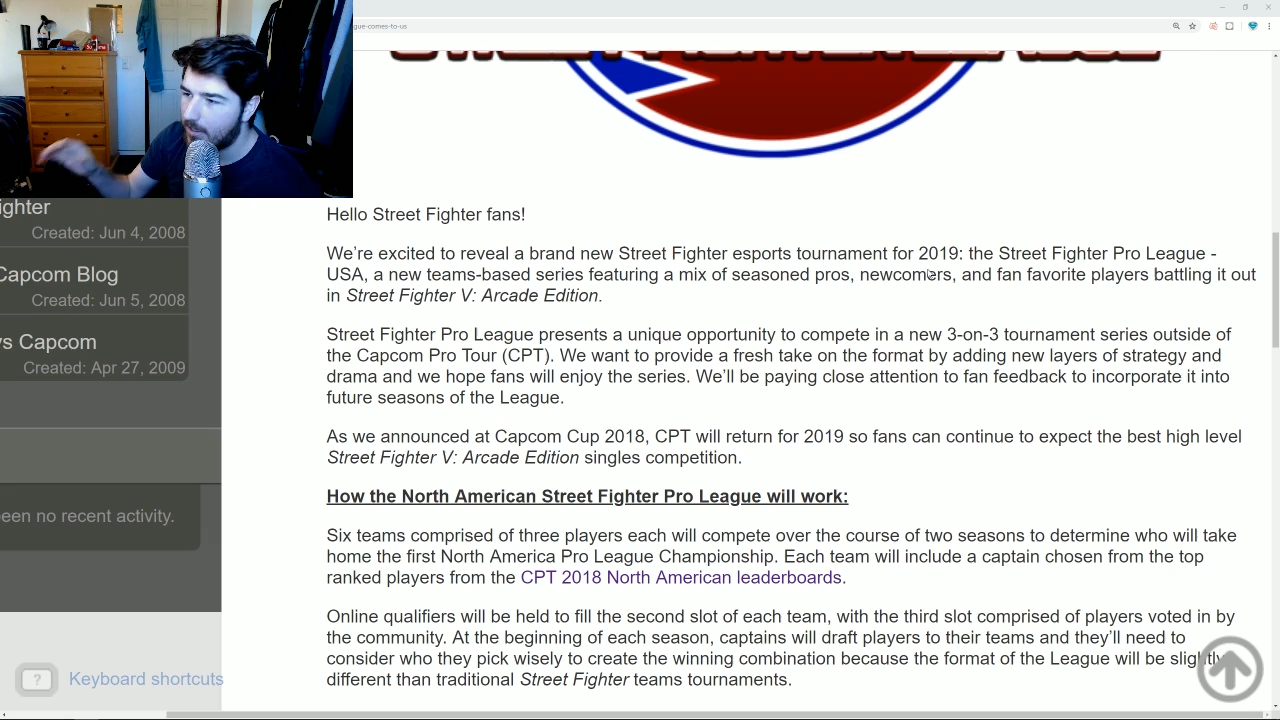 gue-comes-to-us
ighter
Created: Jun 4, 2008
Capcom Blog
Created: Jun 5, 2008
vs Capcom
Created: Apr 27, 2009
een no recent activity.
? Keyboard shortcuts
Hello Street Fighter fans!
We’re excited to reveal a brand new Street Fighter esports tournament for 2019: the Street Fighter Pro League -
USA, a new teams-based series featuring a mix of seasoned pros, newcomers, and fan favorite players battling it out
in Street Fighter V: Arcade Edition.
Street Fighter Pro League presents a unique opportunity to compete in a new 3-on-3 tournament series outside of
the Capcom Pro Tour (CPT). We want to provide a fresh take on the format by adding new layers of strategy and
drama and we hope fans will enjoy the series. We’ll be paying close attention to fan feedback to incorporate it into
future seasons of the League.
As we announced at Capcom Cup 2018, CPT will return for 2019 so fans can continue to expect the best high level
Street Fighter V: Arcade Edition singles competition.
How the North American Street Fighter Pro League will work:
Six teams comprised of three players each will compete over the course of two seasons to determine who will take
home the first North America Pro League Championship. Each team will include a captain chosen from the top
ranked players from the CPT 2018 North American leaderboards.
Online qualifiers will be held to fill the second slot of each team, with the third slot comprised of players voted in by
the community. At the beginning of each season, captains will draft players to their teams and they’ll need to
consider who they pick wisely to create the winning combination because the format of the League will be slightly
different than traditional Street Fighter teams tournaments.